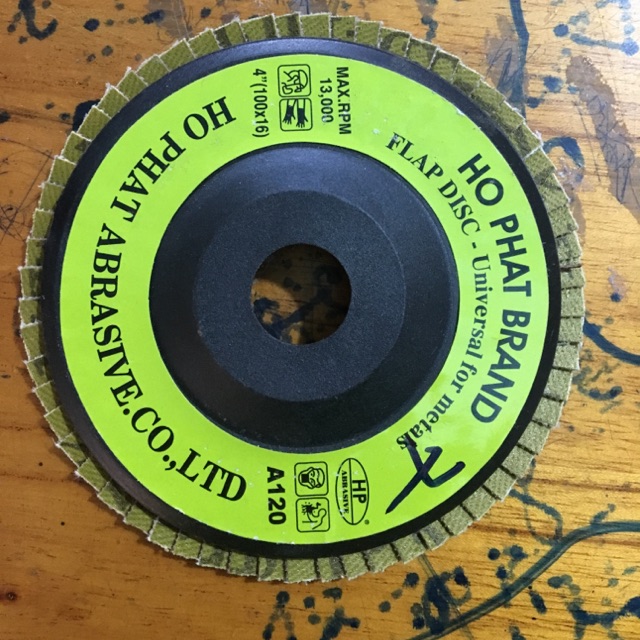 HO PHAT BRAND
FLAP DISC - Universal for metals
MAX.RPM
13,000
4"(100x16)
HO PHAT ABRASIVE.CO.,LTD
HP
ABRASIVE
®
A120
X